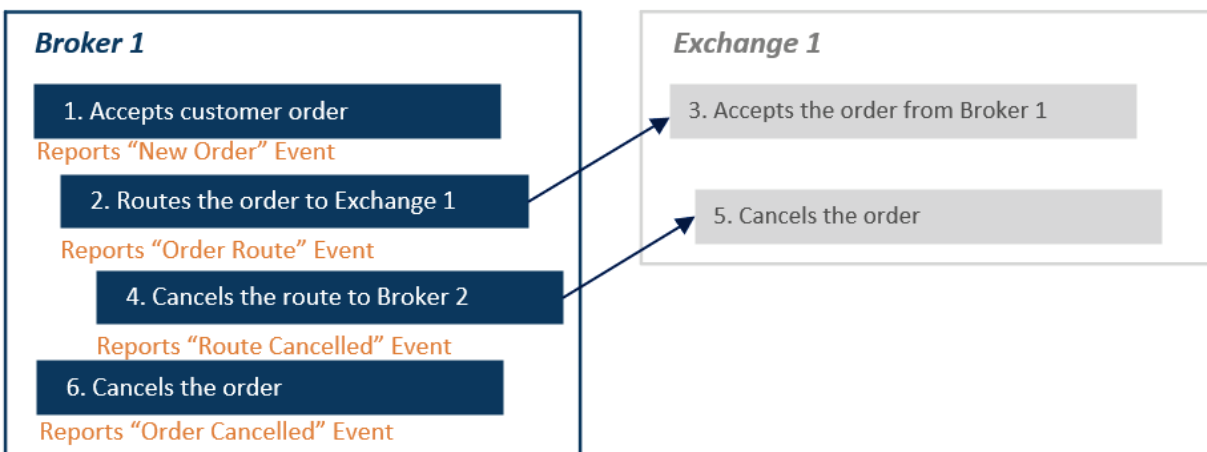 Broker 1
1. Accepts customer order
Reports “New Order” Event
2. Routes the order to Exchange 1
Reports “Order Route” Event
4. Cancels the route to Broker 2
Reports “Route Cancelled” Event
6. Cancels the order
Reports “Order Cancelled” Event
Exchange 1
3. Accepts the order from Broker 1
5. Cancels the order